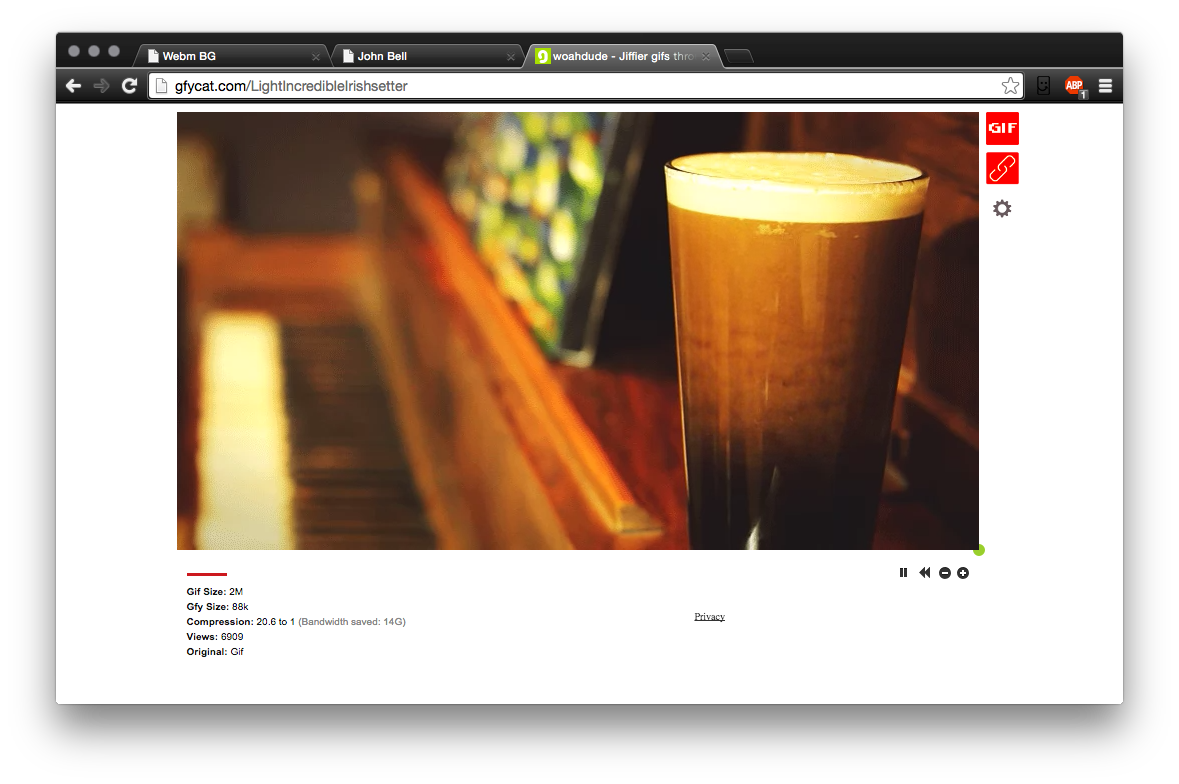 Webm BG
John Bell
woahdude - Jiffier gifs thro
gfycat.com/LightIncredibleIrishsetter
ABP
1
GIF
Gif Size: 2M
Gfy Size: 88k
Compression: 20.6 to 1 (Bandwidth saved: 14G)
Views: 6909
Original: Gif
Privacy